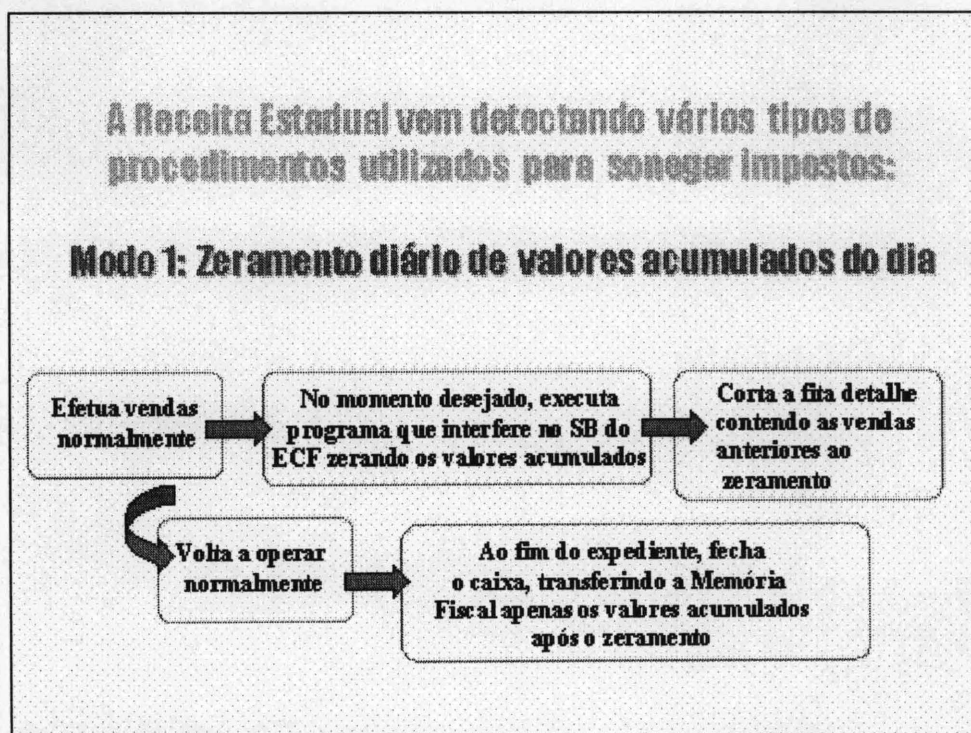 A Receita Estadual vem detectando vários tipos de
procedimentos utilizados para sonegar impostos:
Modo 1: Zeramento diário de valores acumulados do dia
Efetua vendas
normalmente
No momento desejado, executa
programa que interfere no SB do
ECF zerando os valores acumulados
Corta a fita detalhe
contendo as vendas
anteriores ao
zeramento
Volta a operar
normalmente
Ao fim do expediente, fecha
o caixa, transferindo a Memória
Fiscal apenas os valores acumulados
após o zeramento